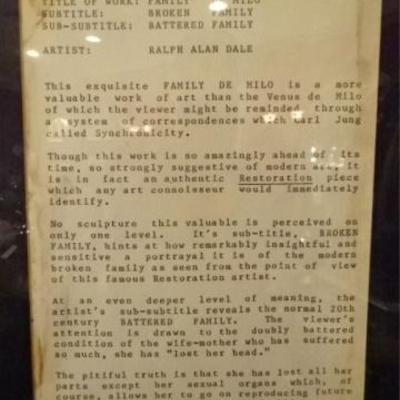 TITLE OF WORK: FAMILY MILO
SUBTITLE: BROKEN FAMILY
SUB-SUBTITLE: BATTERED FAMILY
ARTIST: RALPH ALAN DALE
This exquisite FAMILY DE MILO is a more
valuable work of art than the Venus de Milo
of which the viewer might be reminded through
a system of correspondences which Carl Jung
called Synchronicity.
Though this work is so amazingly ahead of its
time, so strongly suggestive of modern art, it
is in fact an authentic Restoration piece
which any art connoisseur would immediately
identify.
No sculpture this valuable is perceived on
only one level. It's sub-title, BROKEN
FAMILY, hints at how remarkably insightful and
sensitive a portrayal it is of the modern
broken family as seen from the point of view
of this famous Restoration artist.
At an even deeper level of meaning, the
artist's sub-subtitle reveals the normal 20th
century BATTERED FAMILY. The viewer's
attention is drawn to the doubly battered
condition of the wife-mother who has suffered
so much, she has "lost her bead."
The pitiful truth is that she has lost all her
parts except her sexual organs which, of
course, allows her to go on reproducing future